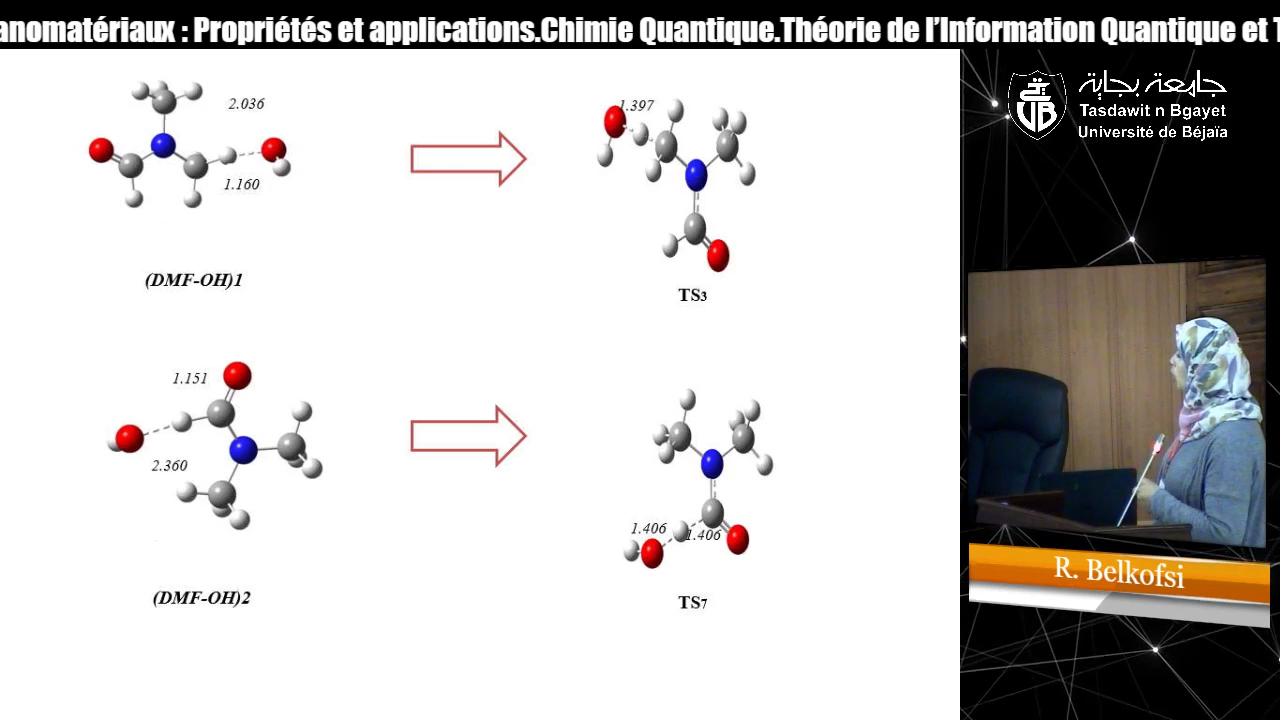 anomatériaux : Propriétés et applications.Chimie Quantique.Théorie de l’Information Quantique et T
2.036
1.160
(DMF-OH)1
1.397
TS3
1.151
2.360
(DMF-OH)2
1.406
1.406
TS7
جامعة بجاية
Tasdawit n Bgayet
Université de Béjaïa
R. Belkofsi